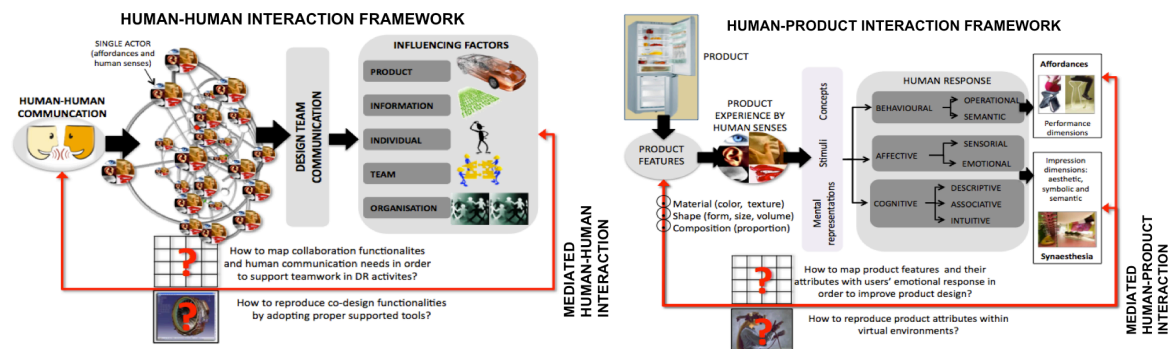 HUMAN-HUMAN INTERACTION FRAMEWORK
SINGLE ACTOR
(affordances and
human senses)
HUMAN-HUMAN
COMMUNCATION
DESIGN TEAM
COMMUNICATION
INFLUENCING FACTORS
PRODUCT
INFORMATION
INDIVIDUAL
TEAM
ORGANISATION
How to map collaboration functionalites
and human communication needs in order
to support teamwork in DR activites?
?
How to reproduce co-design functionalities
by adopting proper supported tools?
?
MEDIATED
HUMAN-HUMAN
INTERACTION
HUMAN-PRODUCT INTERACTION FRAMEWORK
PRODUCT
PRODUCT
EXPERIENCE BY
HUMAN SENSES
PRODUCT
FEATURES
Material (color, texture)
Shape (form, size, volume)
Composition (proportion)
Concepts
Stimuli
Mental
representations
HUMAN RESPONSE
BEHAVIOURAL
OPERATIONAL
SEMANTIC
AFFECTIVE
SENSORIAL
EMOTIONAL
COGNITIVE
DESCRIPTIVE
ASSOCIATIVE
INTUITIVE
Affordances
Performance
dimensions
Impression
dimensions:
aesthetic,
symbolic and
semantic
Synaesthesia
How to map product features and their
attributes with users' emotional response in
order to improve product design?
?
How to reproduce product attributes within
virtual environments?
?
MEDIATED
HUMAN-PRODUCT
INTERACTION